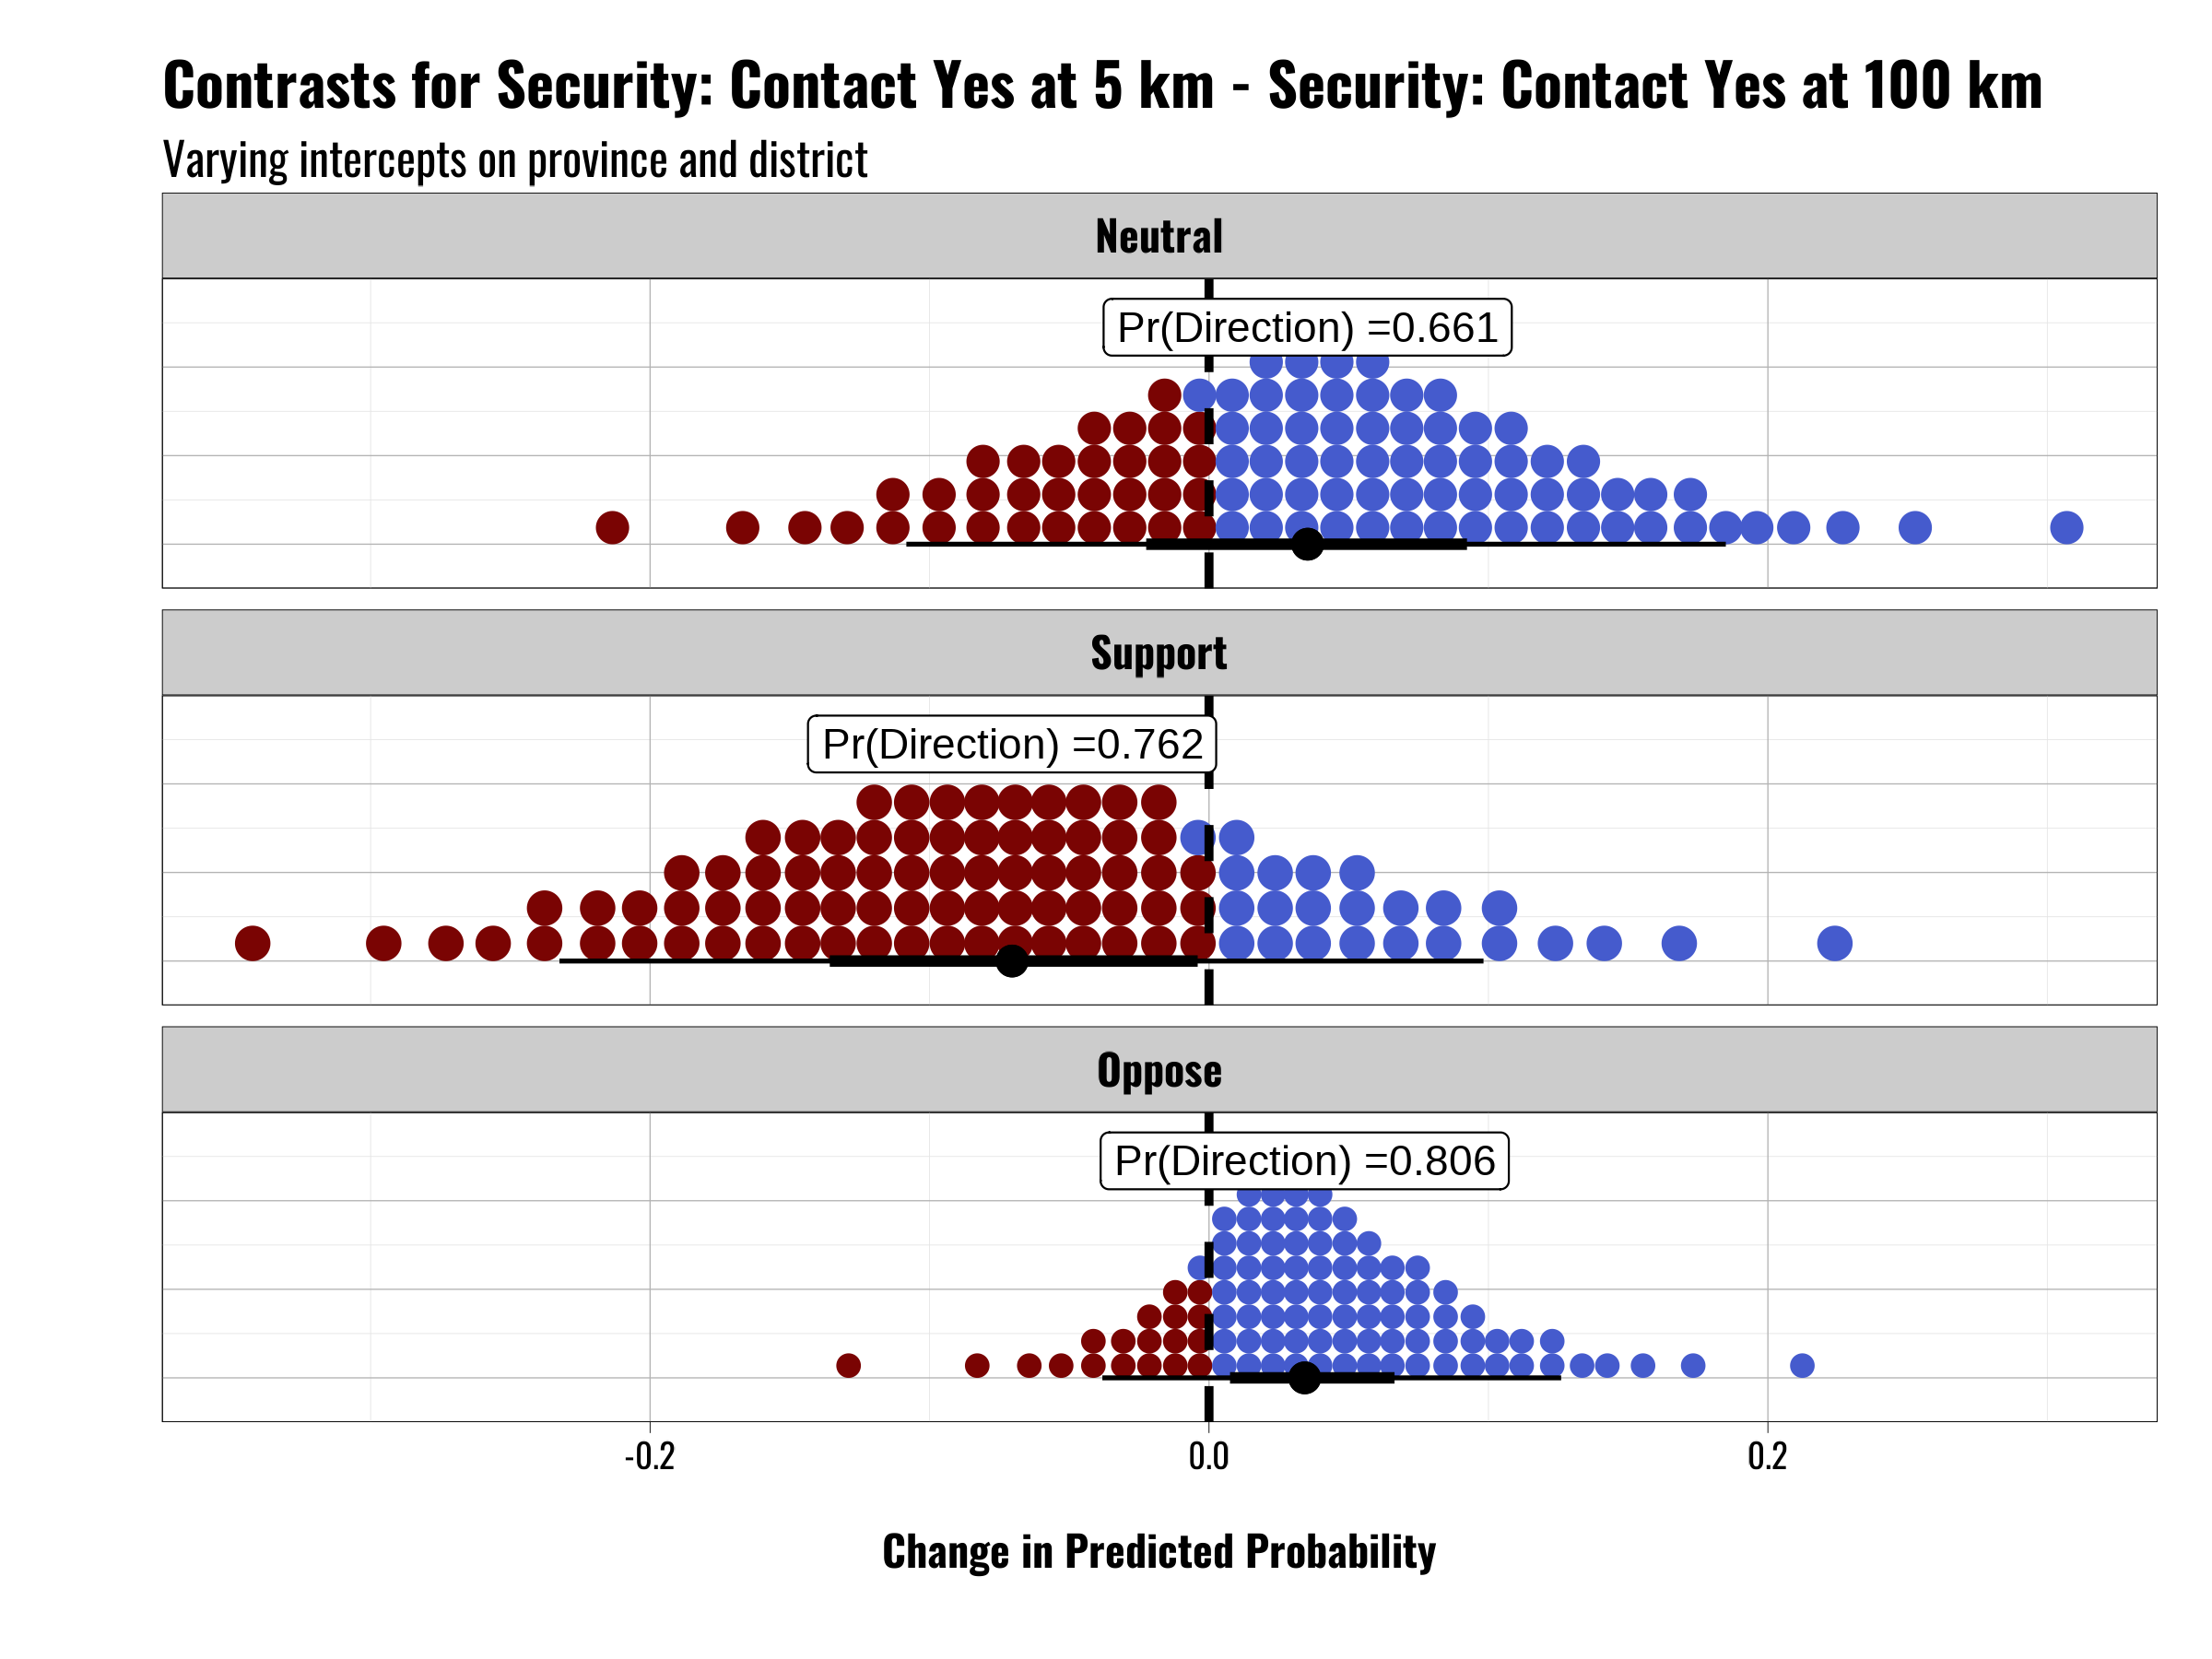 Contrasts for Security: Contact Yes at 5 km - Security: Contact Yes at 100 km
Varying intercepts on province and district
Neutral
Pr(Direction) =0.661
Support
Pr(Direction) =0.762
Oppose
Pr(Direction) =0.806
-0.2 0.0 0.2
Change in Predicted Probability